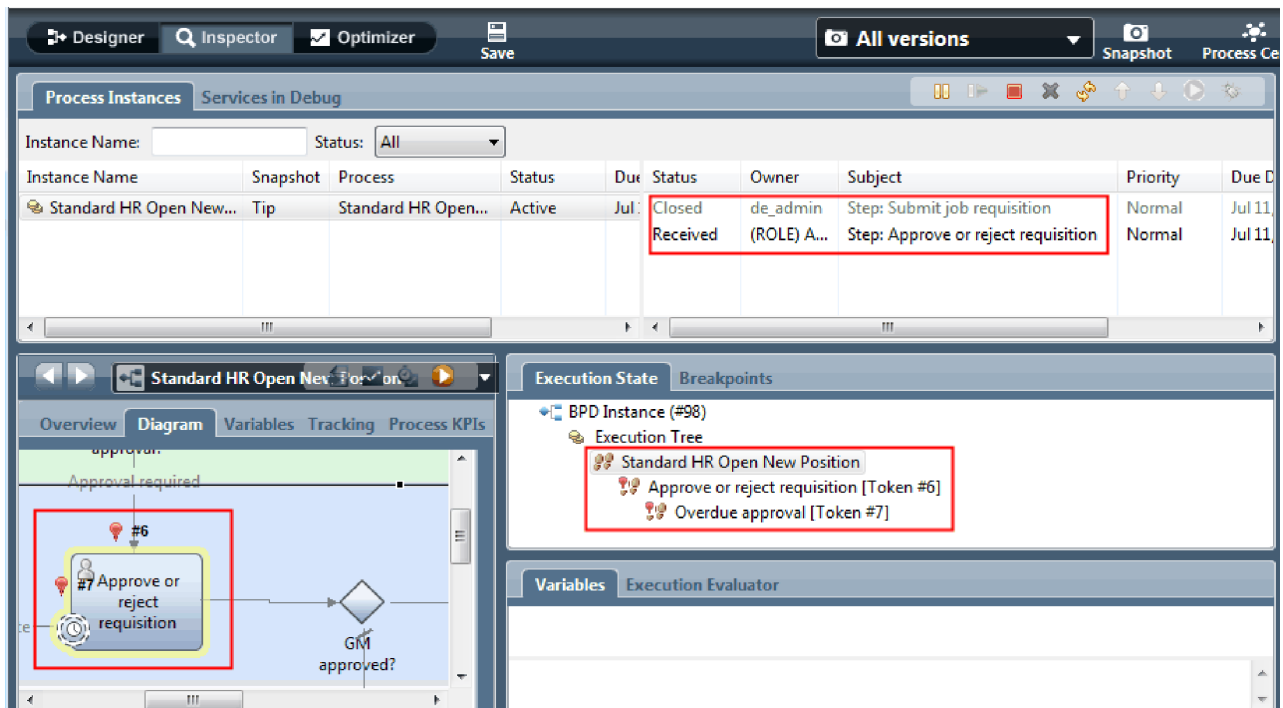 Designer Inspector Optimizer Save All versions Snapshot Process Ce
Process Instances Services in Debug
Instance Name: Status: All
Instance Name Snapshot Process Status Due Status Owner Subject Priority Due D
Standard HR Open New... Tip Standard HR Open... Active Jul Closed de_admin Step: Submit job requisition Normal Jul 11,
Received (ROLE) A... Step: Approve or reject requisition Normal Jul 11,
Standard HR Open New Position
Overview Diagram Variables Tracking Process KPIs
approval?
Approval required
#6
#7 Approve or
reject
requisition
GM
approved?
Execution State Breakpoints
BPD Instance (#98)
Execution Tree
Standard HR Open New Position
Approve or reject requisition [Token #6]
Overdue approval [Token #7]
Variables Execution Evaluator